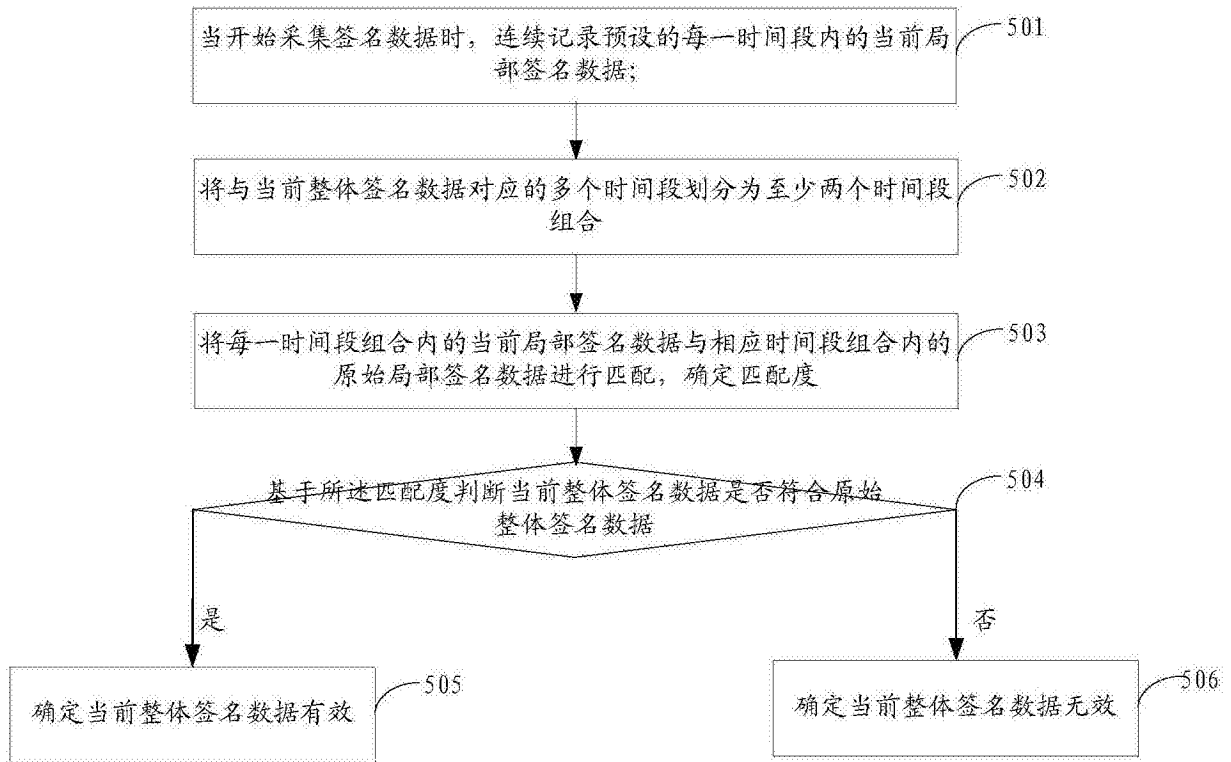 当开始采集签名数据时，连续记录预设的每一时间段内的当前局
部签名数据；
501
将与当前整体签名数据对应的多个时间段划分为至少两个时间段
组合
502
将每一时间段组合内的当前局部签名数据与相应时间段组合内的
原始局部签名数据进行匹配，确定匹配度
503
基于所述匹配度判断当前整体签名数据是否符合原始
整体签名数据
504
是
否
确定当前整体签名数据有效
505
确定当前整体签名数据无效
506